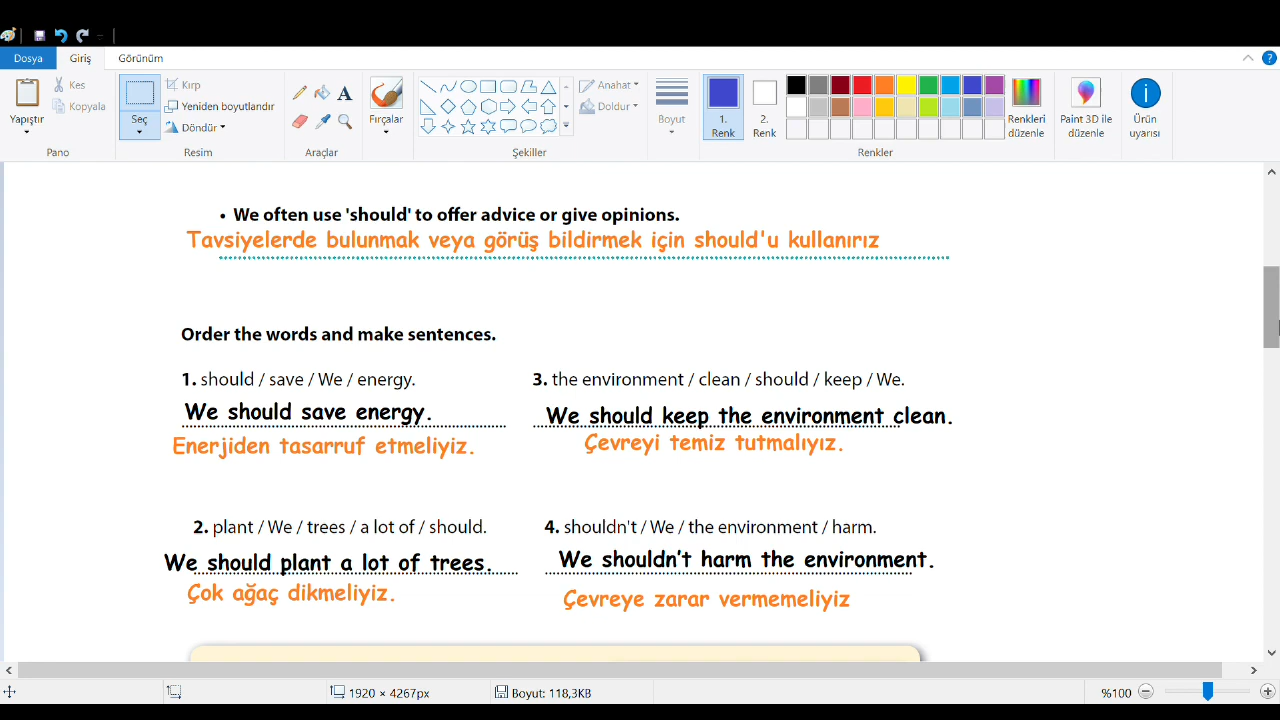 Dosya Giriş Görünüm
Yapıştır
Kes
Kopyala
Pano
Seç
Kırp
Yeniden boyutlandır
Döndür
Resim
A
Araçlar
Fırçalar
Şekiller
Anahat
Doldur
Boyut
1. Renk
2. Renk
Renkler
Renkleri düzenle
Paint 3D ile düzenle
Ürün uyarısı
• We often use 'should' to offer advice or give opinions.
Tavsiyelerde bulunmak veya görüş bildirmek için should'u kullanırız
Order the words and make sentences.
1. should / save / We / energy.
We should save energy.
Enerjiden tasarruf etmeliyiz.
3. the environment / clean / should / keep / We.
We should keep the environment clean.
Çevreyi temiz tutmalıyız.
2. plant / We / trees / a lot of / should.
We should plant a lot of trees.
Çok ağaç dikmeliyiz.
4. shouldn't / We / the environment / harm.
We shouldn't harm the environment.
Çevreye zarar vermemeliyiz
1920 × 4267px
Boyut: 118,3KB
%100